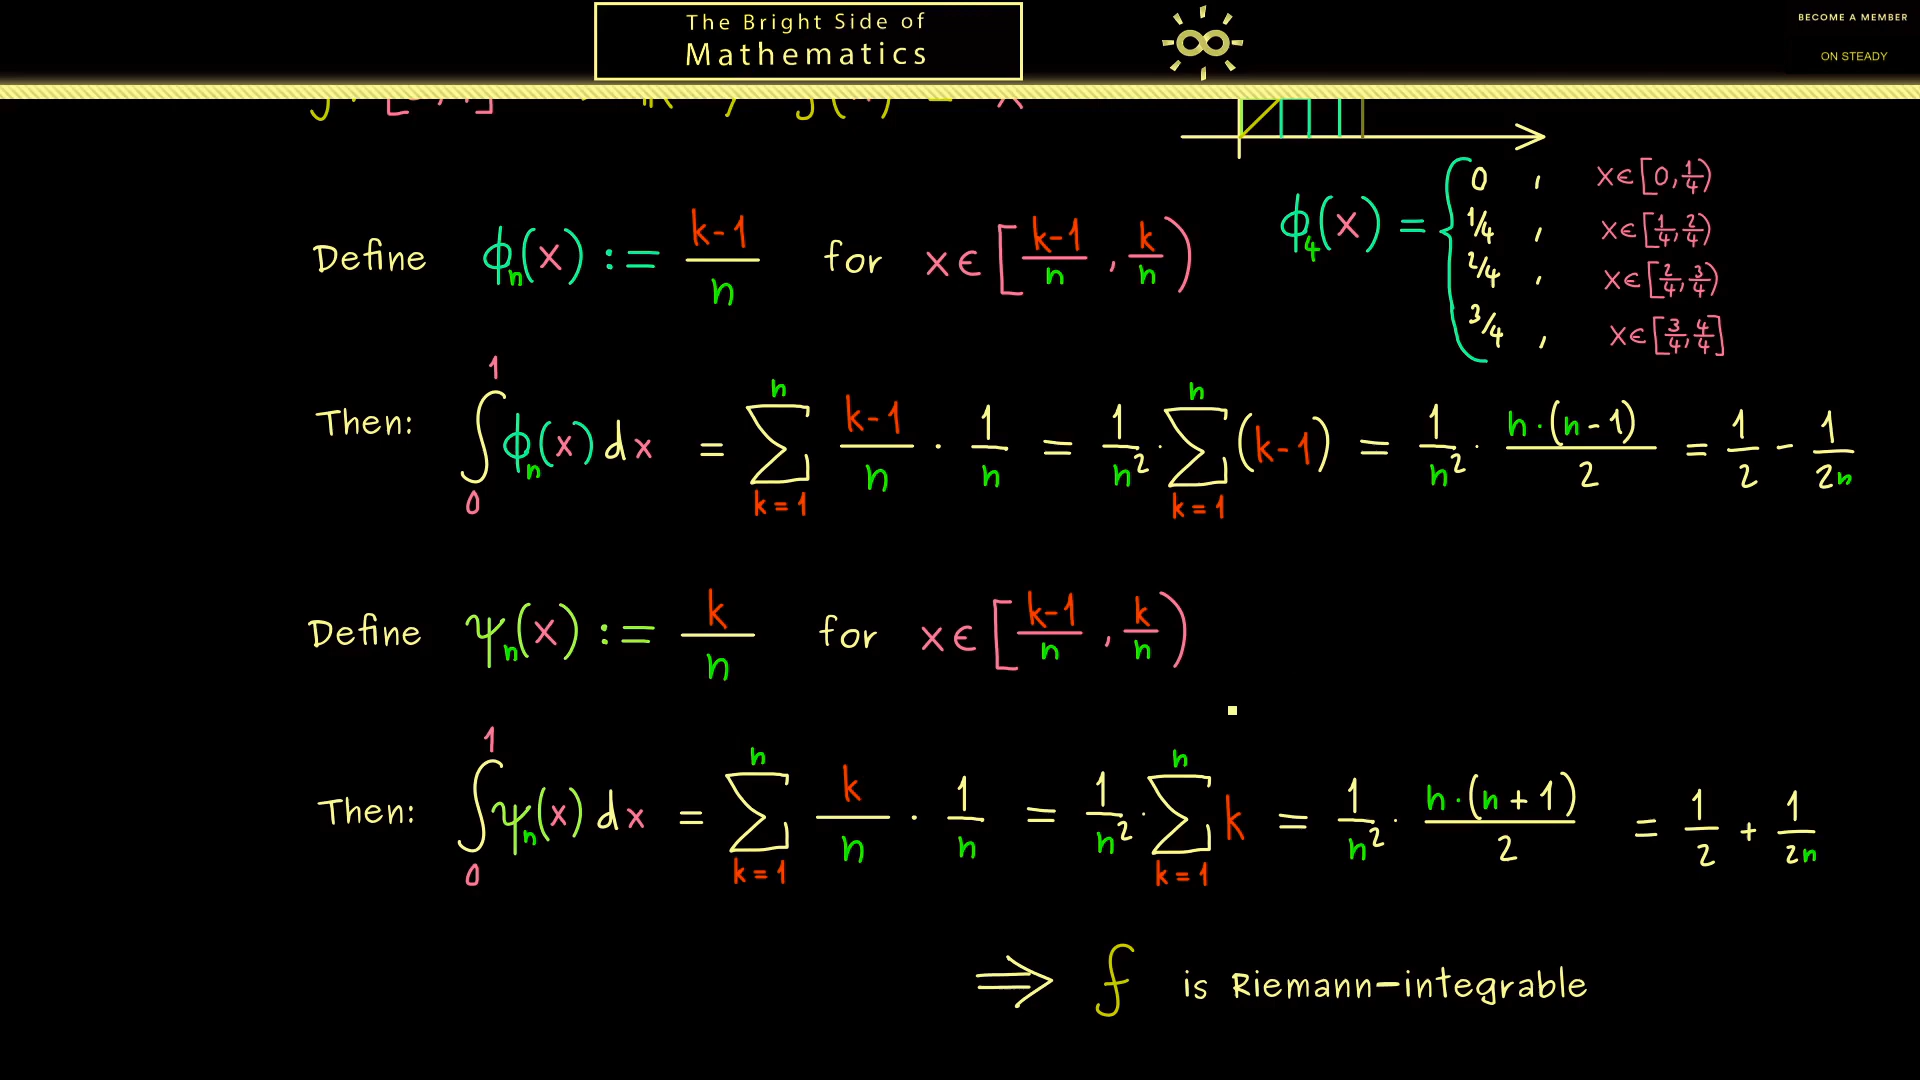 The Bright Side of
Mathematics
BECOME A MEMBER
ON STEADY
Define ϕₙ(x) := (k-1)/n for x ∈ [(k-1)/n , k/n)
ϕ₄(x) = {
0 , x ∈ [0, 1/4)
1/4 , x ∈ [1/4, 2/4)
2/4 , x ∈ [2/4, 3/4)
3/4 , x ∈ [3/4, 4/4]
Then: ∫₀¹ ϕₙ(x) dx = ∑ₖ₌₁ⁿ (k-1)/n · 1/n = 1/n² · ∑ₖ₌₁ⁿ (k-1) = 1/n² · n·(n-1)/2 = 1/2 - 1/2n
Define ψₙ(x) := k/n for x ∈ [(k-1)/n , k/n)
Then: ∫₀¹ ψₙ(x) dx = ∑ₖ₌₁ⁿ k/n · 1/n = 1/n² · ∑ₖ₌₁ⁿ k = 1/n² · n·(n+1)/2 = 1/2 + 1/2n
⇒ f is Riemann-integrable